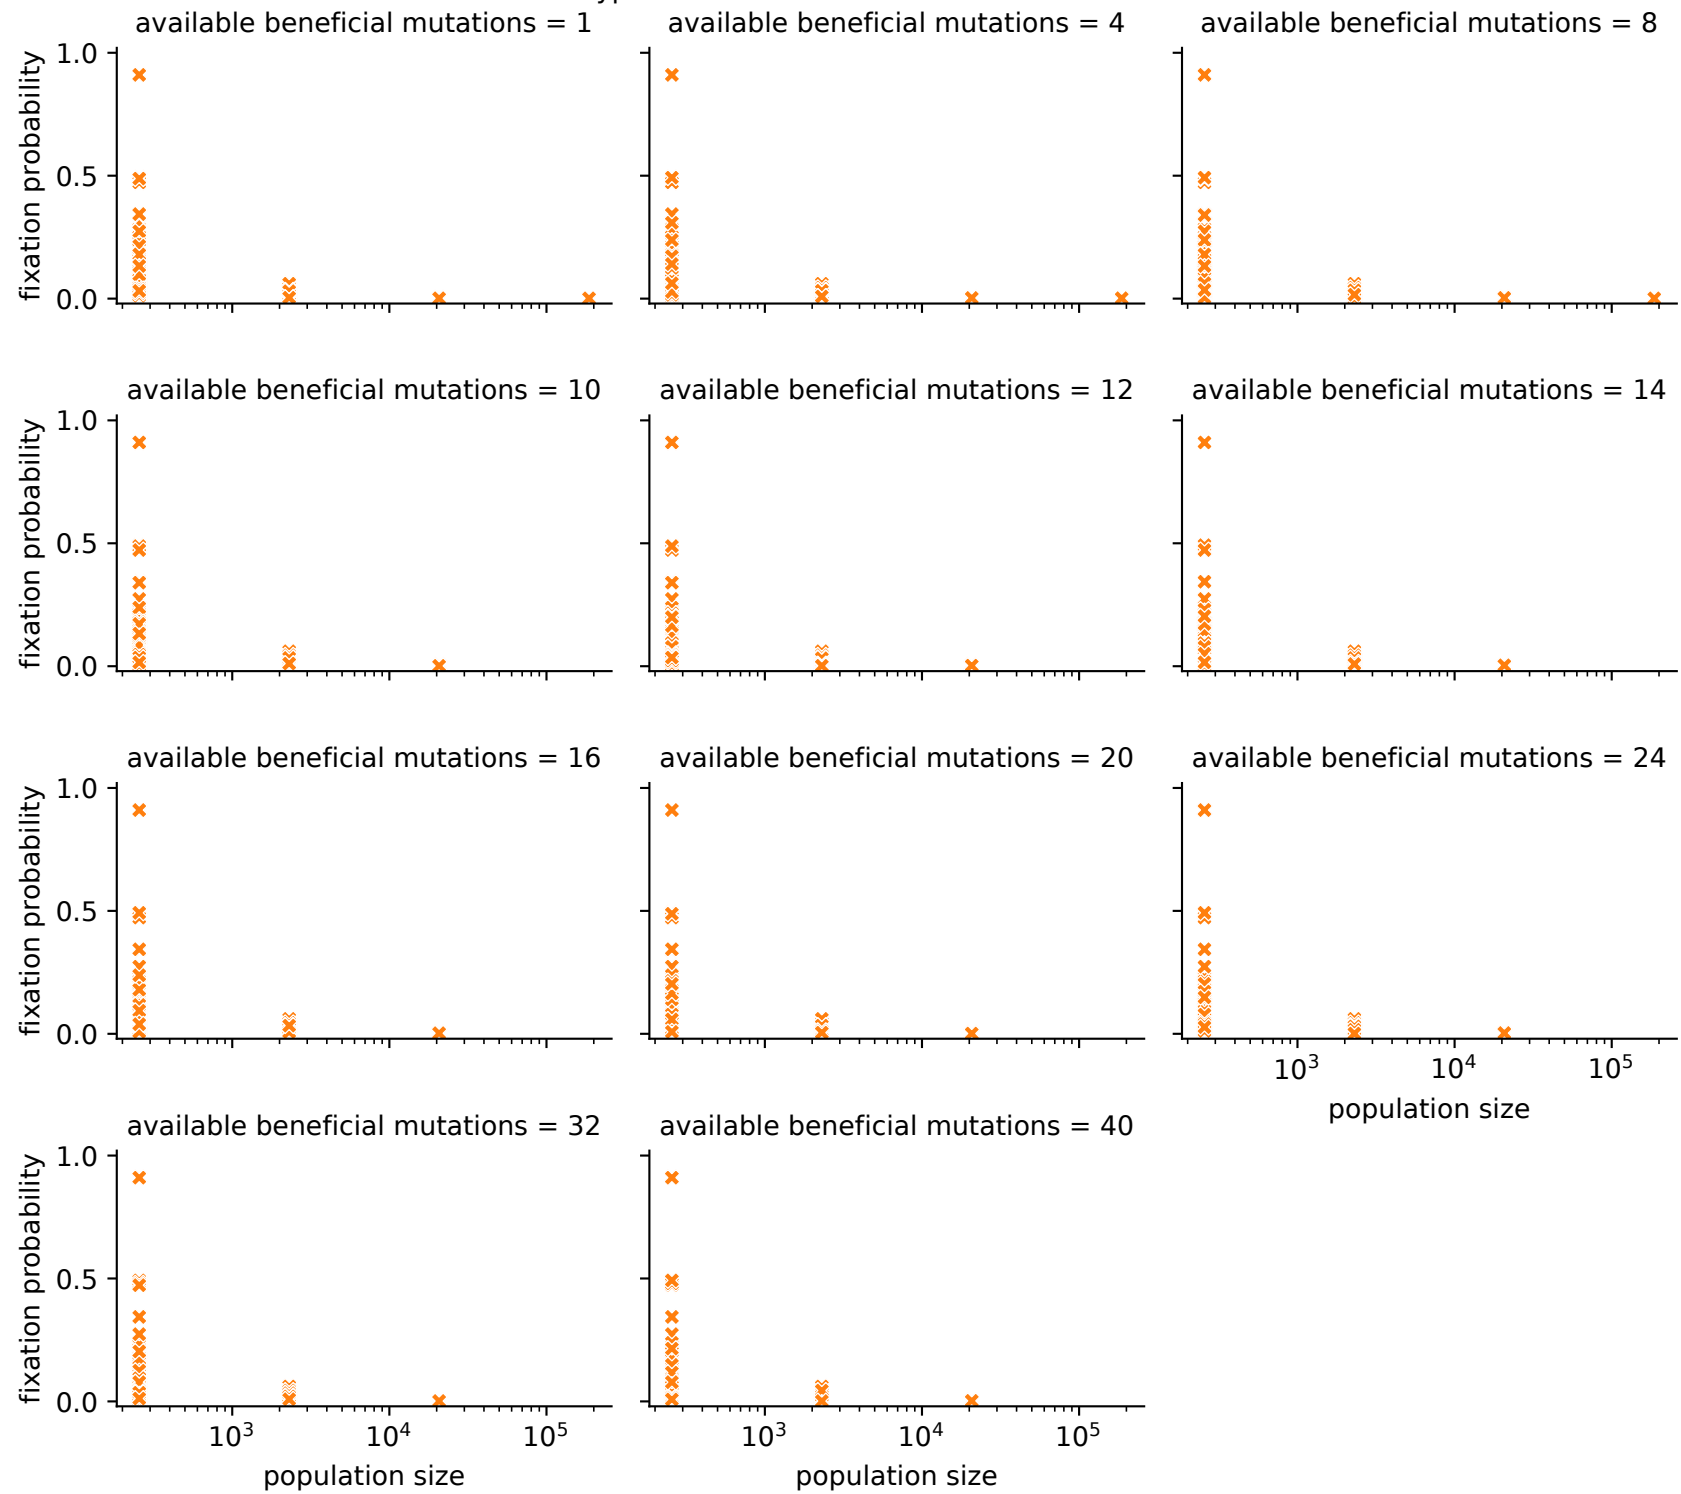 available beneficial mutations = 1
available beneficial mutations = 4
available beneficial mutations = 8
fixation probability
1.0
0.5
0.0
available beneficial mutations = 10
available beneficial mutations = 12
available beneficial mutations = 14
fixation probability
1.0
0.5
0.0
available beneficial mutations = 16
available beneficial mutations = 20
available beneficial mutations = 24
fixation probability
1.0
0.5
0.0
10³ 10⁴ 10⁵
population size
available beneficial mutations = 32
available beneficial mutations = 40
fixation probability
1.0
0.5
0.0
10³ 10⁴ 10⁵
10³ 10⁴ 10⁵
population size
population size